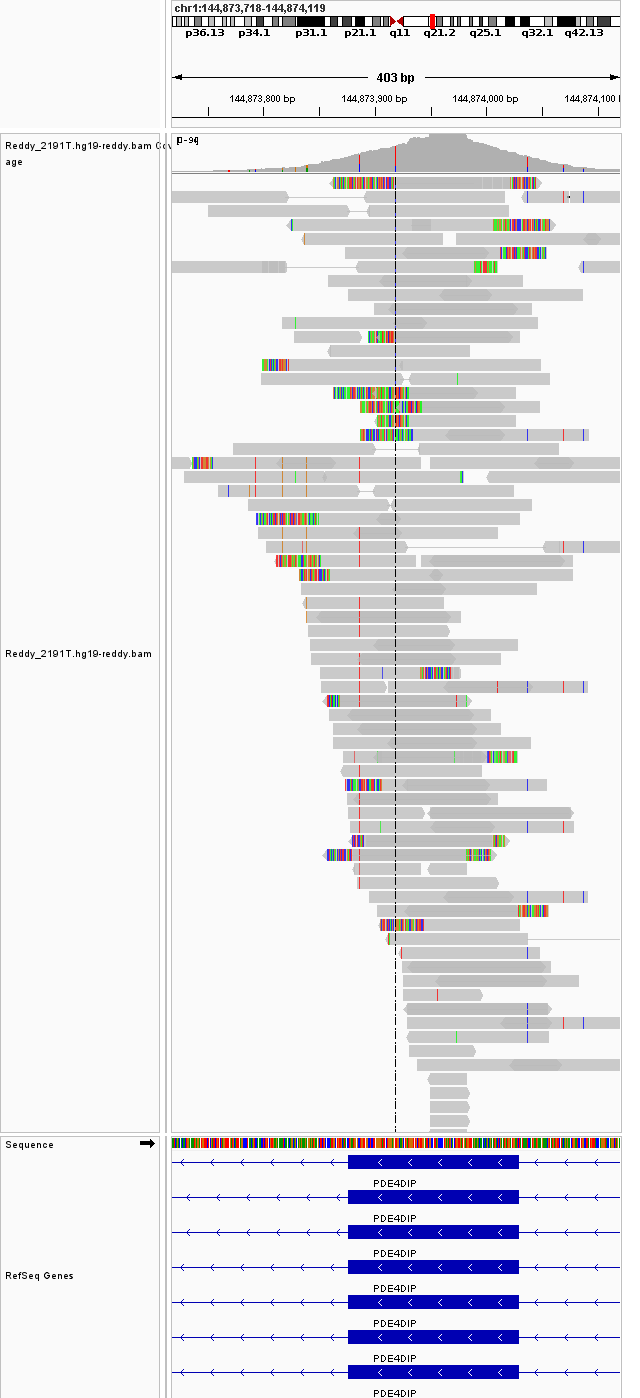 chr1:144,873,718-144,874,119
p36.13 p34.1 p31.1 p21.1 q11 q21.2 q25.1 q32.1 q42.13
403 bp
144,873,800 bp 144,873,900 bp 144,874,000 bp 144,874,100
Reddy_2191T.hg19-reddy.bam Cov
age
[0-94]
Reddy_2191T.hg19-reddy.bam
Sequence
PDE4DIP
PDE4DIP
PDE4DIP
RefSeq Genes
PDE4DIP
PDE4DIP
PDE4DIP
PDE4DIP